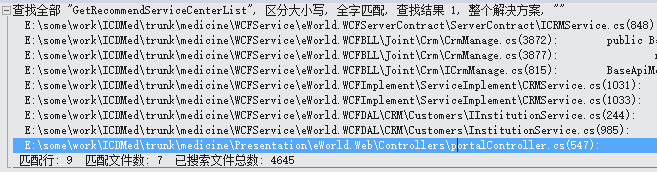 查找全部 "GetRecommendServiceCenterList", 区分大小写, 全字匹配, 查找结果 1, 整个解决方案, ""
E:\some\work\ICDMed\trunk\medicine\WCFService\eWorld.WCFServerContract\ServerContract\ICRMService.cs(848)
E:\some\work\ICDMed\trunk\medicine\WCFService\eWorld.WCFBLL\Joint\Crm\CrmManage.cs(3872): public Ba
E:\some\work\ICDMed\trunk\medicine\WCFService\eWorld.WCFBLL\Joint\Crm\CrmManage.cs(3877): r
E:\some\work\ICDMed\trunk\medicine\WCFService\eWorld.WCFBLL\Joint\Crm\ICrmManage.cs(815): BaseApiMo
E:\some\work\ICDMed\trunk\medicine\WCFService\eWorld.WCFImplement\ServiceImplement\CRMService.cs(1031):
E:\some\work\ICDMed\trunk\medicine\WCFService\eWorld.WCFImplement\ServiceImplement\CRMService.cs(1033):
E:\some\work\ICDMed\trunk\medicine\WCFService\eWorld.WCFDAL\CRM\Customers\IInstitutionService.cs(244):
E:\some\work\ICDMed\trunk\medicine\WCFService\eWorld.WCFDAL\CRM\Customers\InstitutionService.cs(985):
E:\some\work\ICDMed\trunk\medicine\Presentation\eWorld.Web\Controllers\portalController.cs(547):
匹配行: 9 匹配文件数: 7 已搜索文件总数: 4645